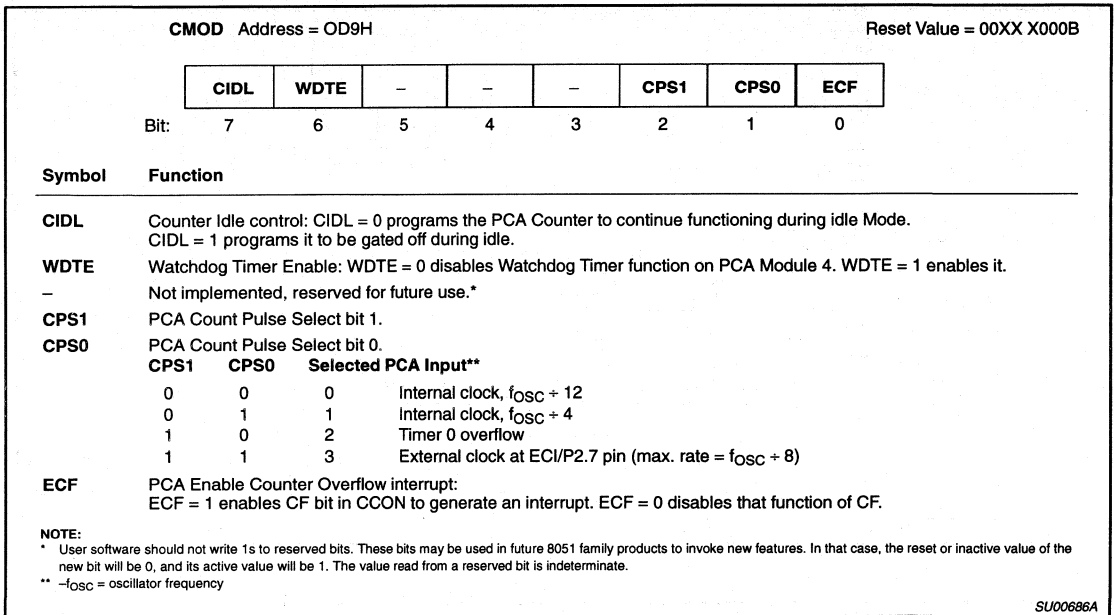 CMOD Address = OD9H Reset Value = 00XX X000B
CIDL WDTE – – – CPS1 CPS0 ECF
Bit: 7 6 5 4 3 2 1 0
Symbol Function
CIDL Counter Idle control: CIDL = 0 programs the PCA Counter to continue functioning during idle Mode.
CIDL = 1 programs it to be gated off during idle.
WDTE Watchdog Timer Enable: WDTE = 0 disables Watchdog Timer function on PCA Module 4. WDTE = 1 enables it.
– Not implemented, reserved for future use.*
CPS1 PCA Count Pulse Select bit 1.
CPS0 PCA Count Pulse Select bit 0.
CPS1 CPS0 Selected PCA Input**
0 0 0 Internal clock, fOSC ÷ 12
0 1 1 Internal clock, fOSC ÷ 4
1 0 2 Timer 0 overflow
1 1 3 External clock at ECI/P2.7 pin (max. rate = fOSC ÷ 8)
ECF PCA Enable Counter Overflow interrupt:
ECF = 1 enables CF bit in CCON to generate an interrupt. ECF = 0 disables that function of CF.
NOTE:
* User software should not write 1s to reserved bits. These bits may be used in future 8051 family products to invoke new features. In that case, the reset or inactive value of the
new bit will be 0, and its active value will be 1. The value read from a reserved bit is indeterminate.
** –fOSC = oscillator frequency
SU00686A